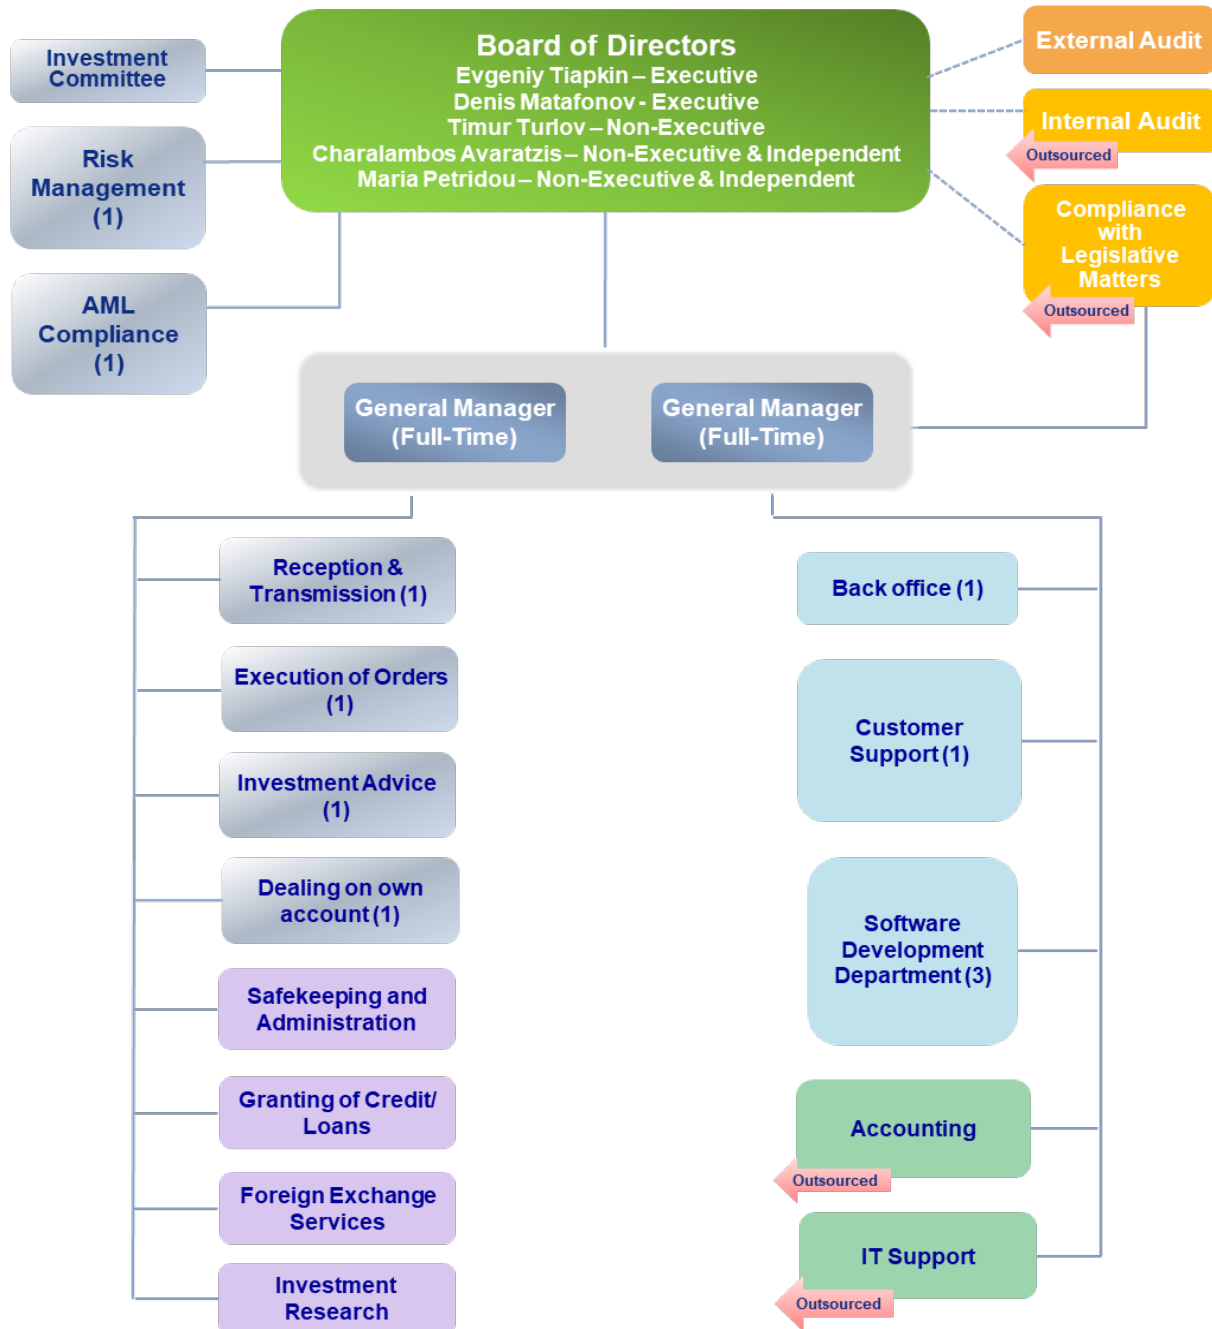 Board of Directors
Evgeniy Tiapkin – Executive
Denis Matafonov - Executive
Timur Turlov – Non-Executive
Charalambos Avaratzis – Non-Executive & Independent
Maria Petridou – Non-Executive & Independent
Investment
Committee
Risk
Management
(1)
AML
Compliance
(1)
External Audit
Internal Audit
Outsourced
Compliance
with
Legislative
Matters
Outsourced
General Manager
(Full-Time)
General Manager
(Full-Time)
Reception &
Transmission (1)
Execution of Orders
(1)
Investment Advice
(1)
Dealing on own
account (1)
Safekeeping and
Administration
Granting of Credit/
Loans
Foreign Exchange
Services
Investment
Research
Back office (1)
Customer
Support (1)
Software
Development
Department (3)
Accounting
Outsourced
IT Support
Outsourced